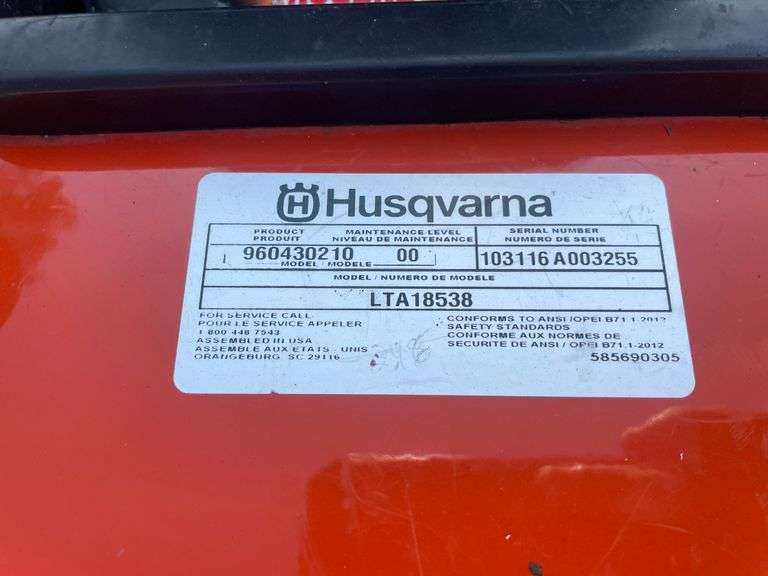 Husqvarna
PRODUCT MAINTENANCE LEVEL SERIAL NUMBER
PRODUIT NIVEAU DE MAINTENANCE NUMERO DE SERIE
960430210 00 103116 A003255
MODEL / MODELE
MODEL / NUMERO DE MODELE
LTA18538
FOR SERVICE CALL
POUR LE SERVICE APPELER
1 800 448 7543
ASSEMBLED IN USA
ASSEMBLE AUX ETATS UNIS
ORANGEBURG, SC 29116
CONFORMS TO ANSI /OPEI B71.1-2012
SAFETY STANDARDS
CONFORME AUX NORMES DE
SECURITE DE ANSI / OPEI B71.1-2012
585690305